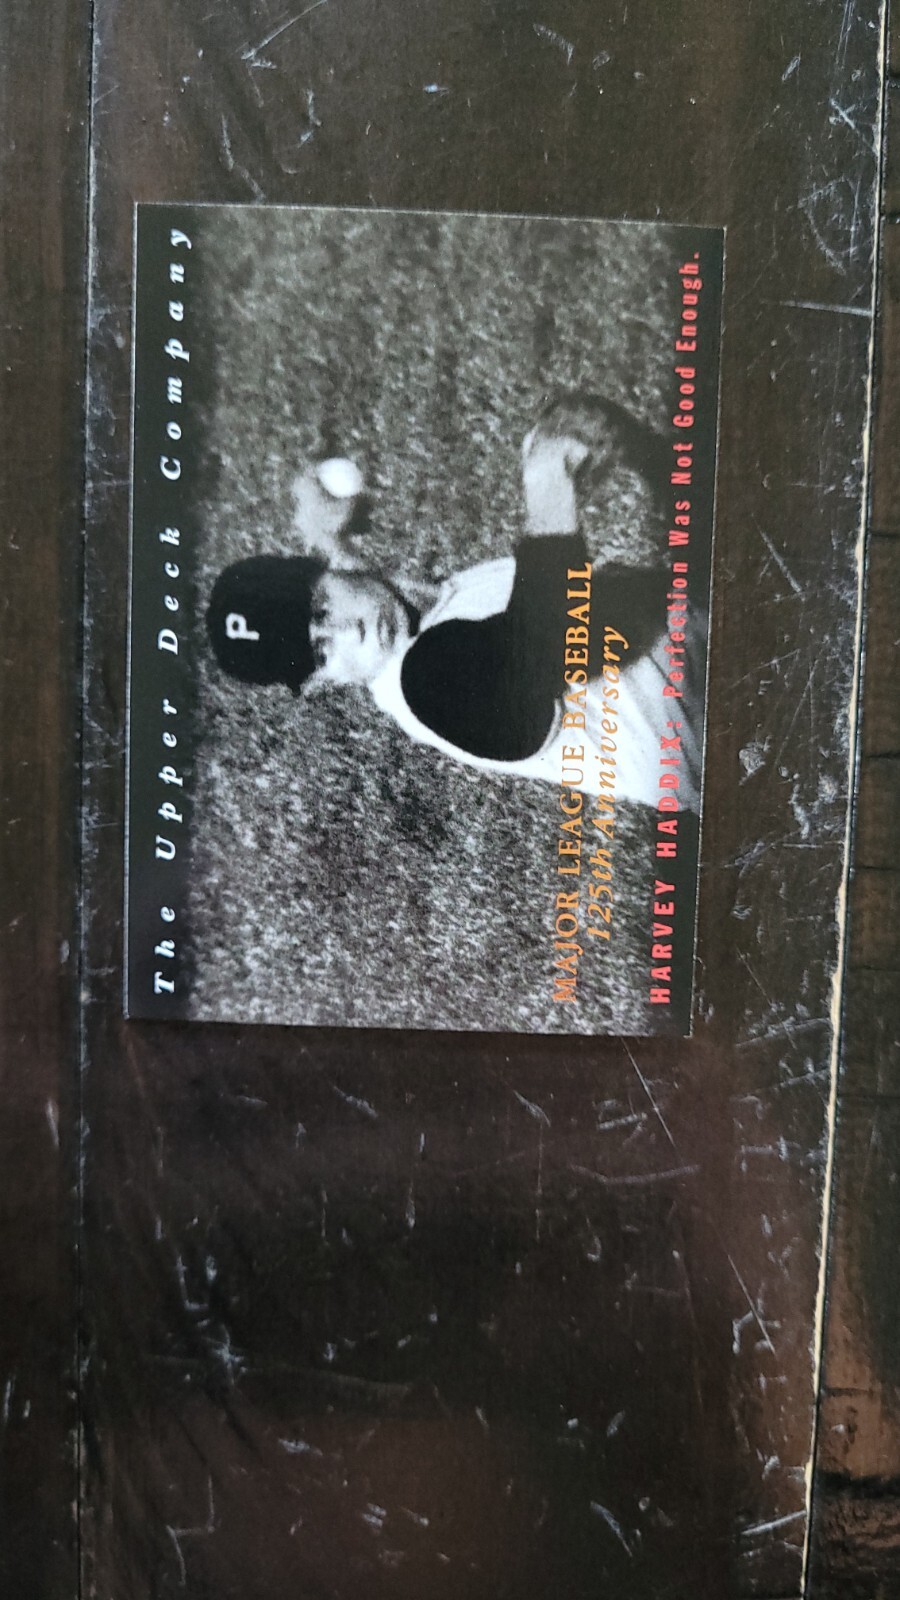 The Upper Deck Company
P
MAJOR LEAGUE BASEBALL
125th Anniversary
HARVEY HADDIX: Perfection Was Not Good Enough.